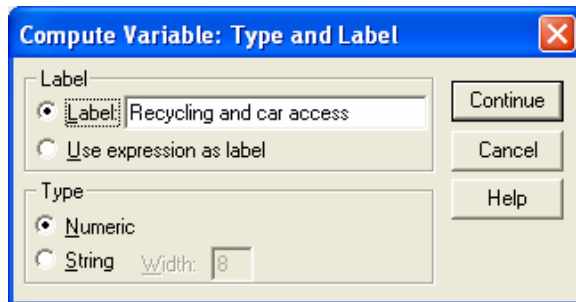 Compute Variable: Type and Label
Label
Label: Recycling and car access
Use expression as label
Type
Numeric
String Width: 8
Continue
Cancel
Help